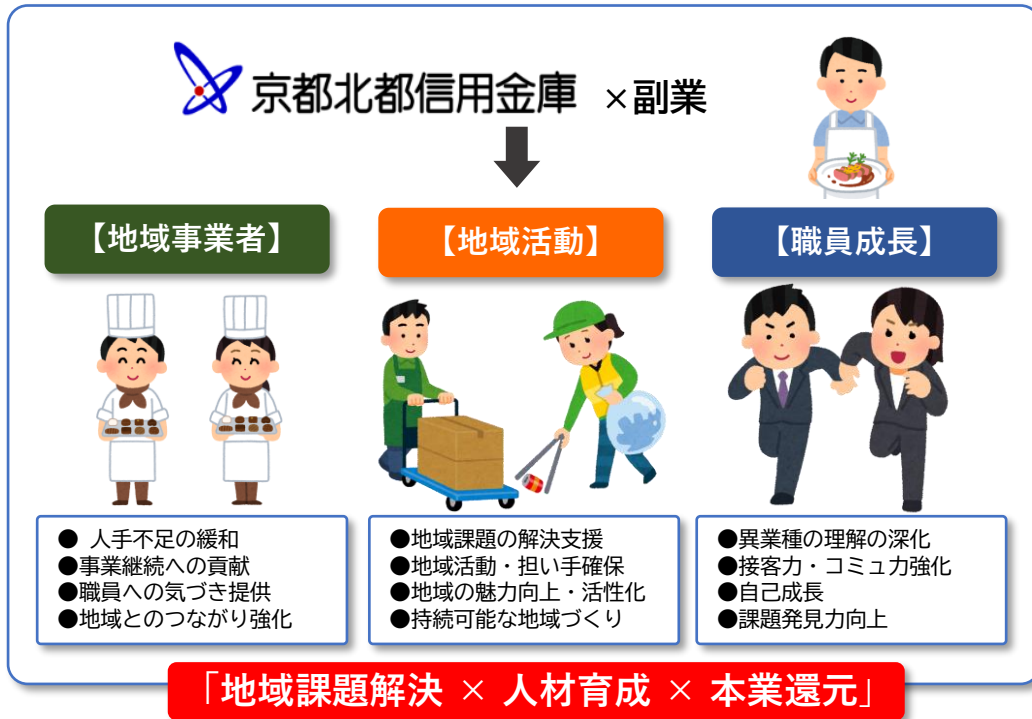 京都北都信用金庫 ×副業
【地域事業者】
【地域活動】
【職員成長】
● 人手不足の緩和
●事業継続への貢献
●職員への気づき提供
●地域とのつながり強化
●地域課題の解決支援
●地域活動・担い手確保
●地域の魅力向上・活性化
●持続可能な地域づくり
●異業種の理解の深化
●接客力・コミュ力強化
●自己成長
●課題発見力向上
「地域課題解決 × 人材育成 × 本業還元」